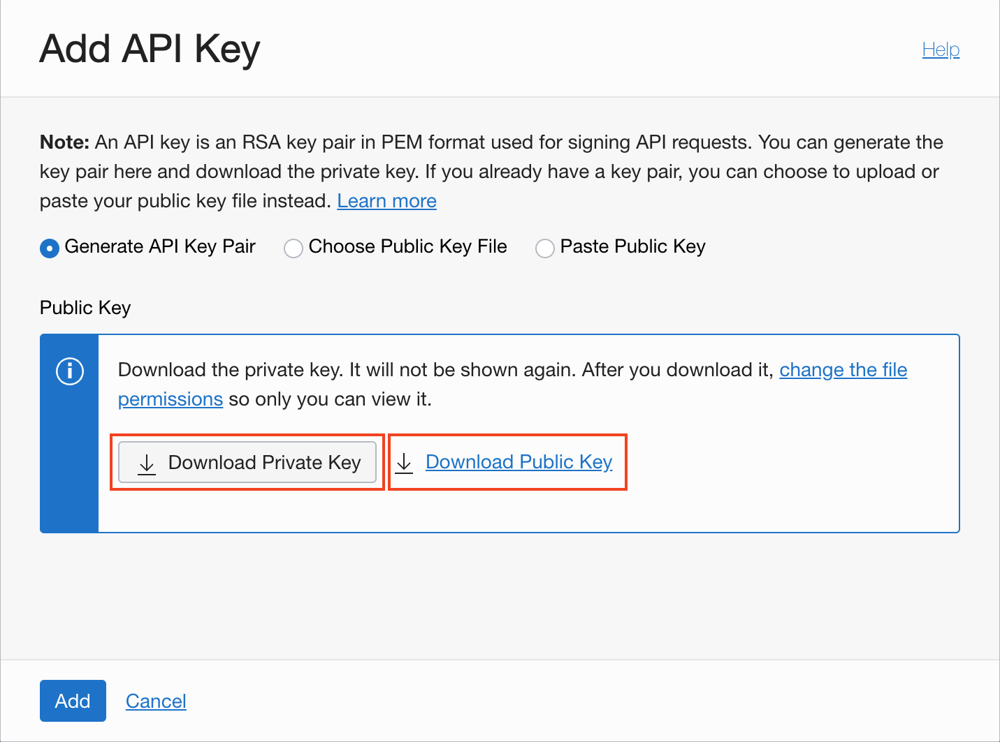 Add API Key
Help
Note: An API key is an RSA key pair in PEM format used for signing API requests. You can generate the
key pair here and download the private key. If you already have a key pair, you can choose to upload or
paste your public key file instead. Learn more
Generate API Key Pair Choose Public Key File Paste Public Key
Public Key
Download the private key. It will not be shown again. After you download it, change the file
permissions so only you can view it.
Download Private Key Download Public Key
Add Cancel